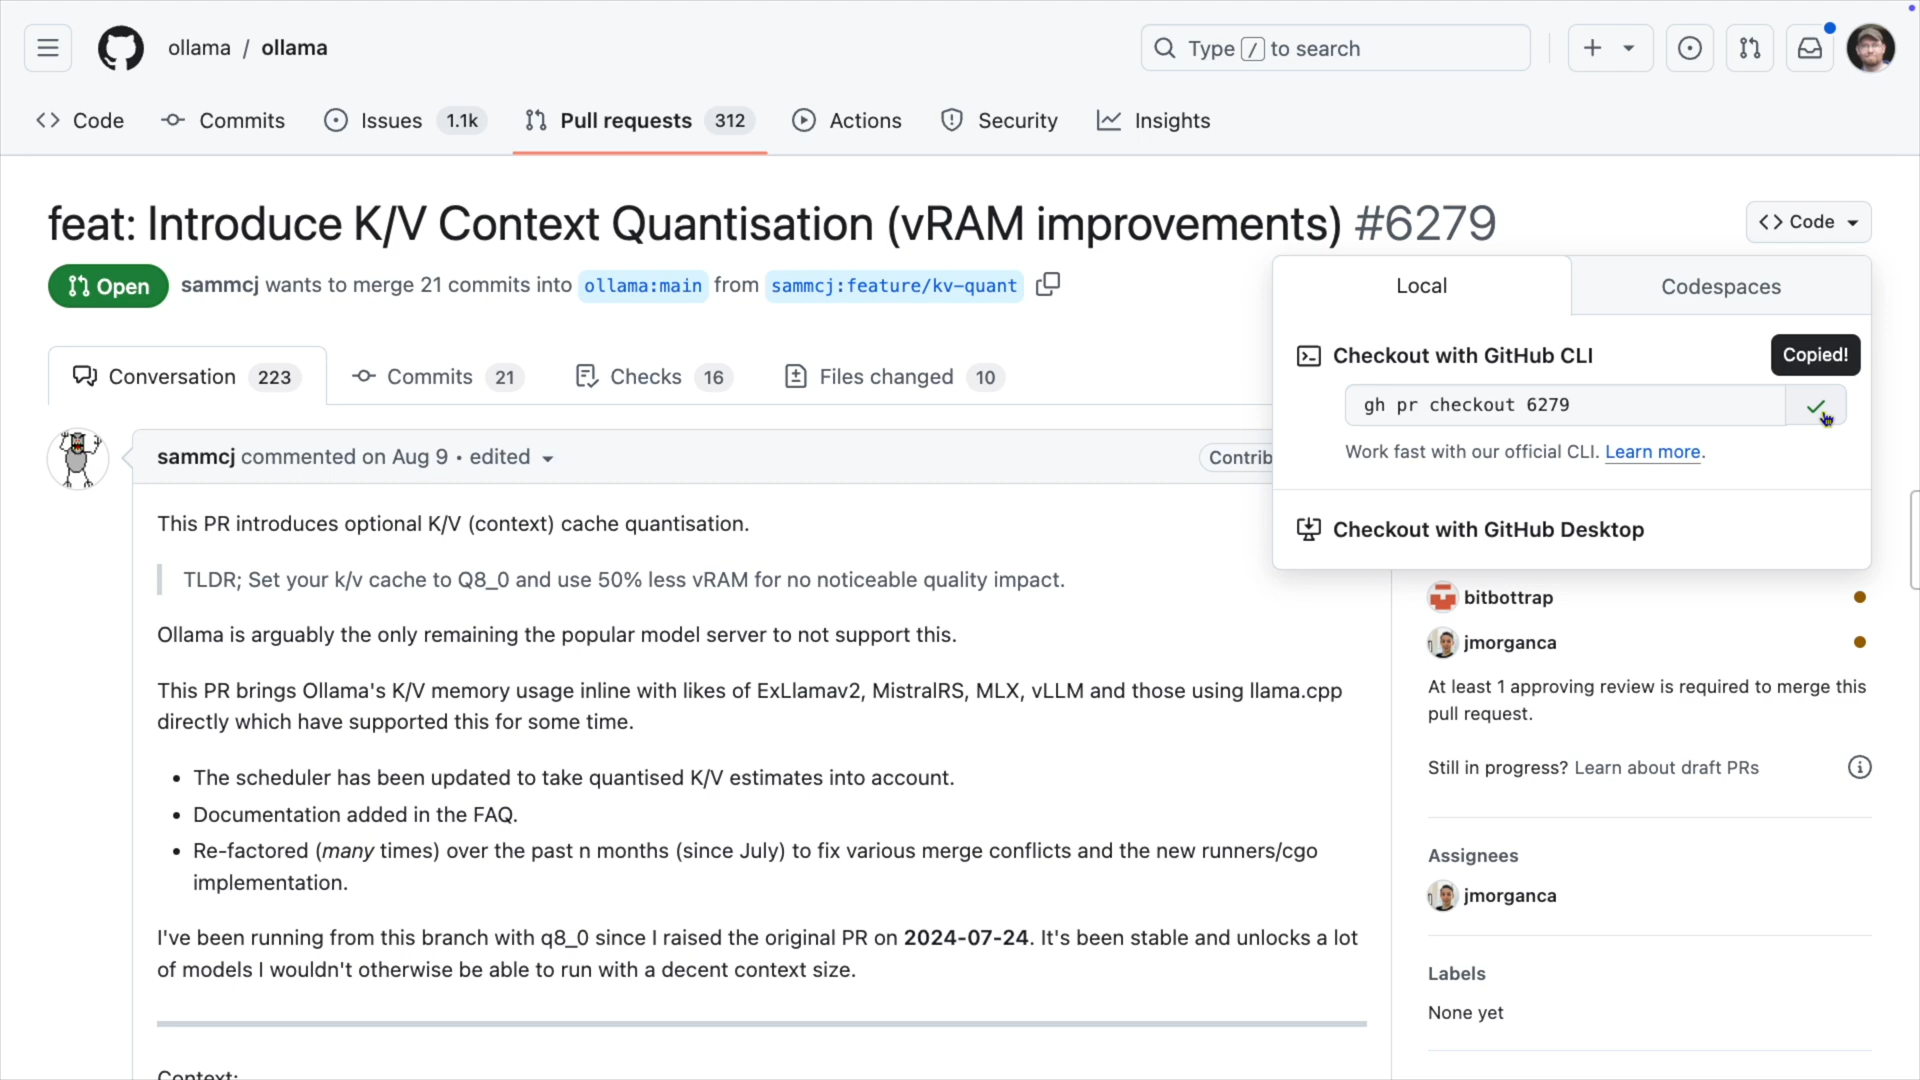 ollama / ollama
Type / to search
Code
Commits
Issues 1.1k
Pull requests 312
Actions
Security
Insights
feat: Introduce K/V Context Quantisation (vRAM improvements) #6279
Code
Open
sammcj wants to merge 21 commits into ollama:main from sammcj:feature/kv-quant
Local
Codespaces
Checkout with GitHub CLI
Copied!
gh pr checkout 6279
Work fast with our official CLI. Learn more.
Checkout with GitHub Desktop
Conversation 223
Commits 21
Checks 16
Files changed 10
sammcj commented on Aug 9 • edited
Contrib
This PR introduces optional K/V (context) cache quantisation.
TLDR; Set your k/v cache to Q8_0 and use 50% less vRAM for no noticeable quality impact.
Ollama is arguably the only remaining the popular model server to not support this.
This PR brings Ollama's K/V memory usage inline with likes of ExLlamav2, MistralRS, MLX, vLLM and those using llama.cpp
directly which have supported this for some time.
• The scheduler has been updated to take quantised K/V estimates into account.
• Documentation added in the FAQ.
• Re-factored (many times) over the past n months (since July) to fix various merge conflicts and the new runners/cgo
implementation.
I've been running from this branch with q8_0 since I raised the original PR on 2024-07-24. It's been stable and unlocks a lot
of models I wouldn't otherwise be able to run with a decent context size.
Context:
bitbottrap
jmorganca
At least 1 approving review is required to merge this
pull request.
Still in progress? Learn about draft PRs
Assignees
jmorganca
Labels
None yet